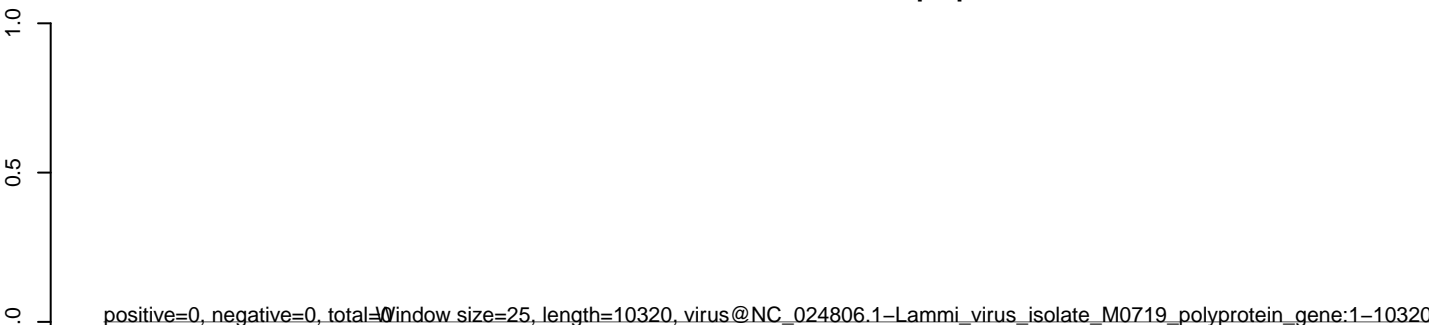 1.0
0.5
.0
positive=0, negative=0, total=0
Window size=25, length=10320, virus@NC_024806.1−Lammi_virus_isolate_M0719_polyprotein_gene:1−10320